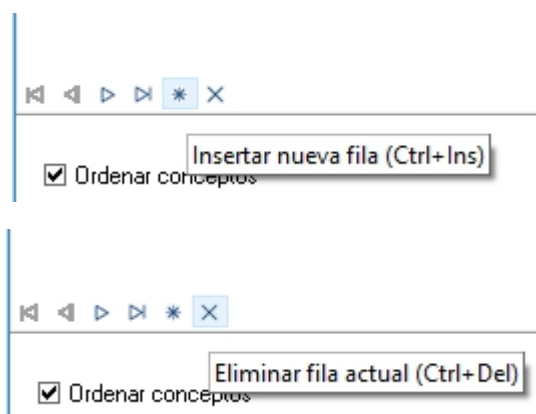 Insertar nueva fila (Ctrl+Ins)
Ordenar conceptos
Eliminar fila actual (Ctrl+Del)
Ordenar conceptos